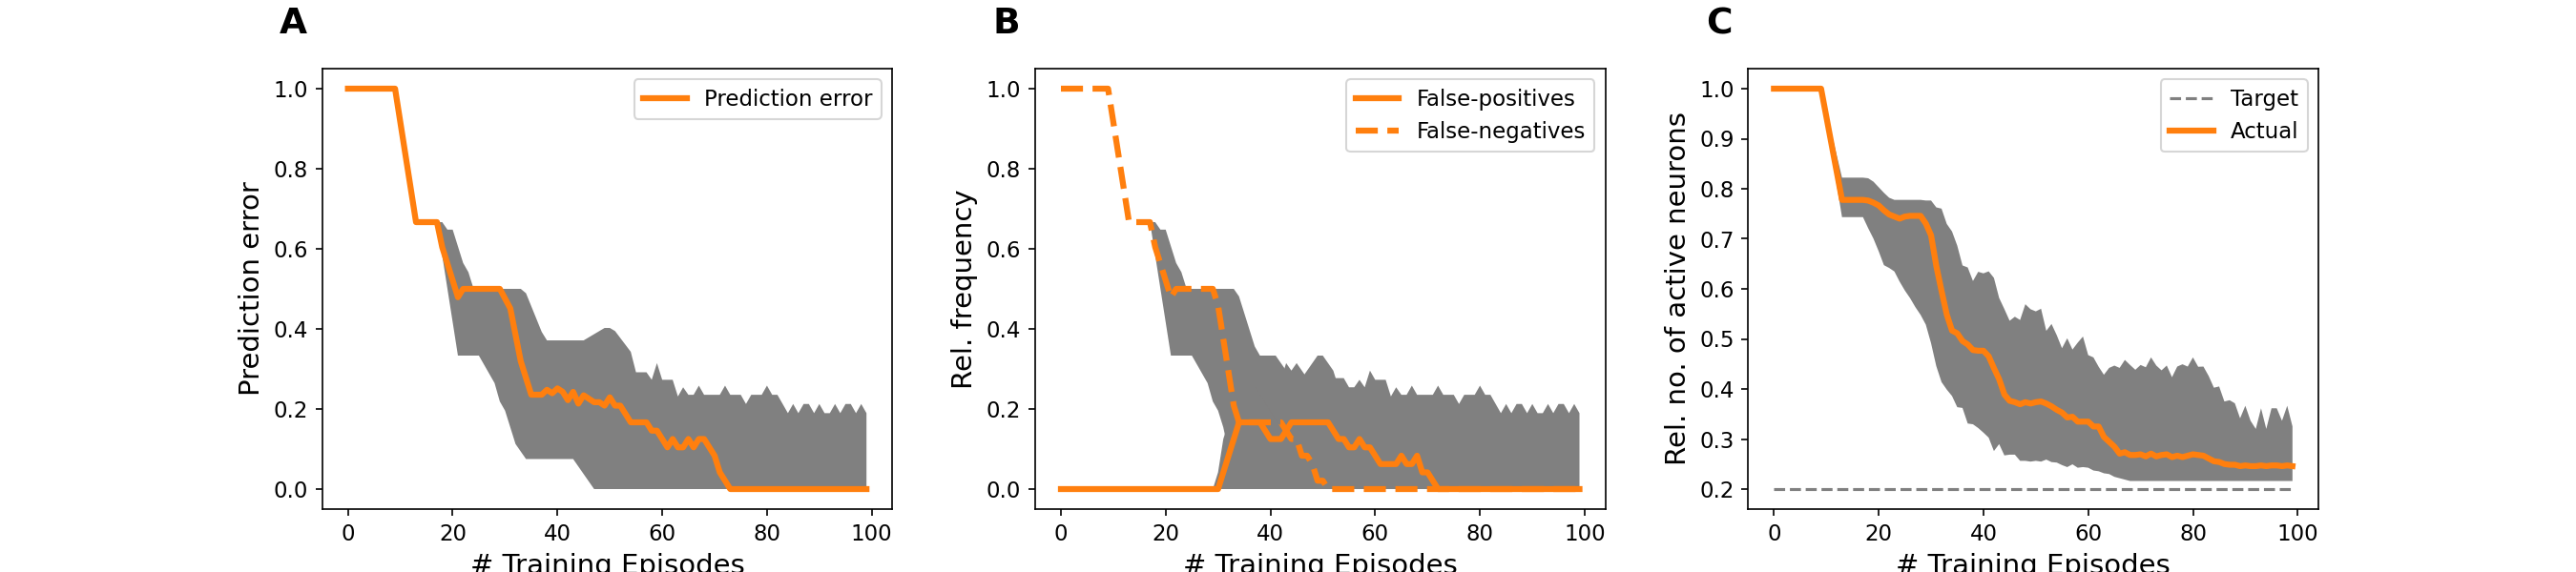 A
B
C
Prediction error
1.0
0.8
0.6
0.4
0.2
0.0
Prediction error
0
20
40
60
80
100
# Training Episodes
Rel. frequency
1.0
0.8
0.6
0.4
0.2
0.0
False-positives
False-negatives
0
20
40
60
80
100
# Training Episodes
Rel. no. of active neurons
1.0
0.9
0.8
0.7
0.6
0.5
0.4
0.3
0.2
Target
Actual
0
20
40
60
80
100
# Training Episodes